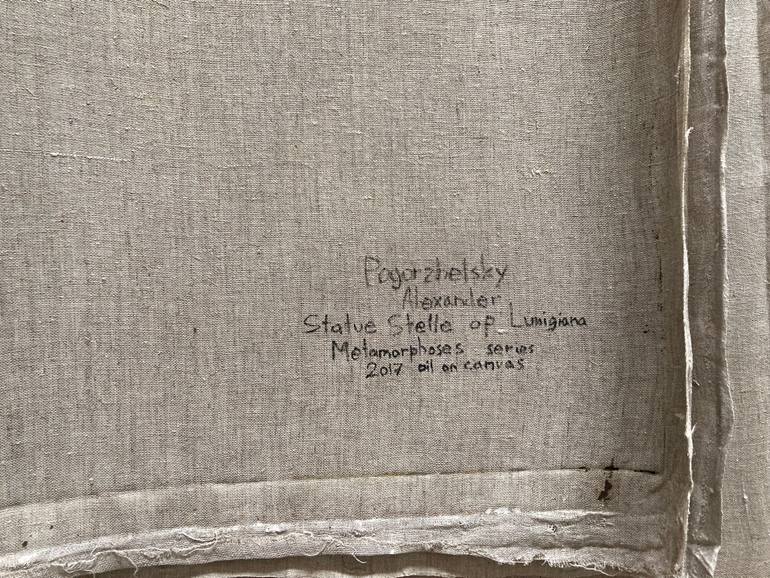 Pogorzhelsky
Alexander
Statue Stelle of Lunigiana
Metamorphoses series
2017 oil on canvas